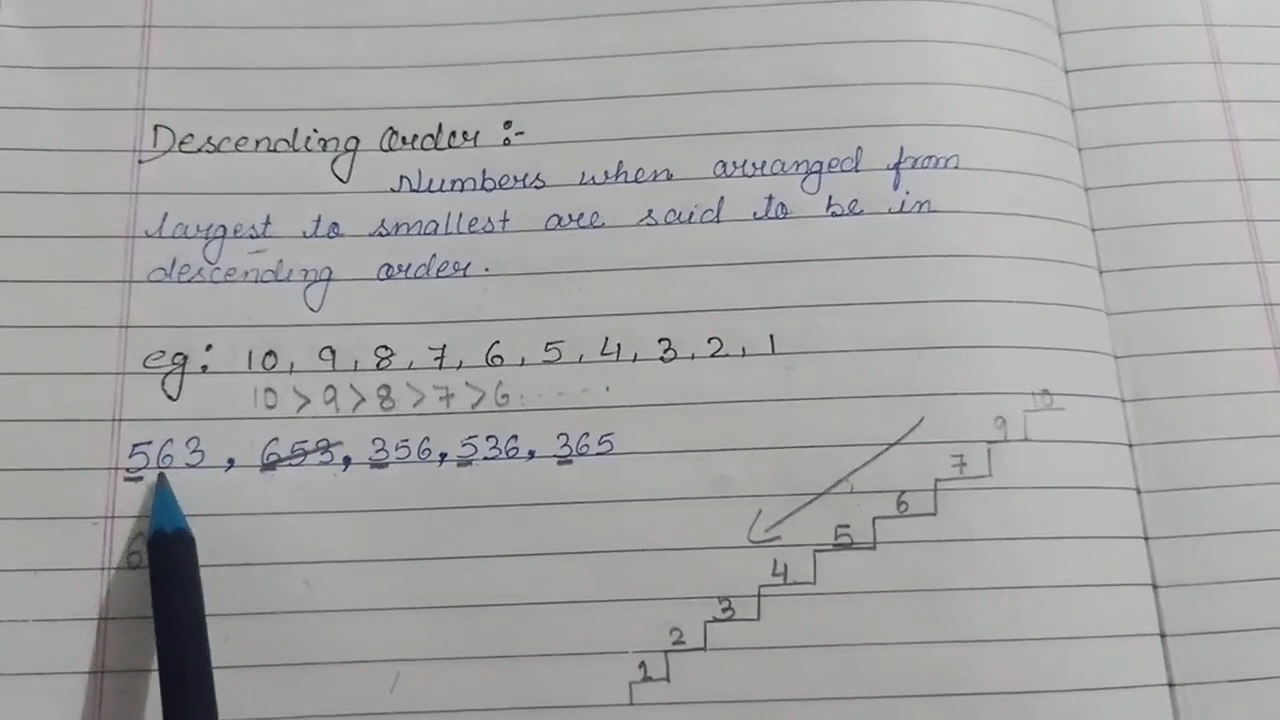 Descending Order :-
Numbers when arranged from
largest to smallest are said to be in
descending order.
eg: 10, 9, 8, 7, 6, 5, 4, 3, 2, 1
10 > 9 > 8 > 7 > 6......
563, 653, 356, 536, 365
6
10
9
7
6
5
4
3
2
1